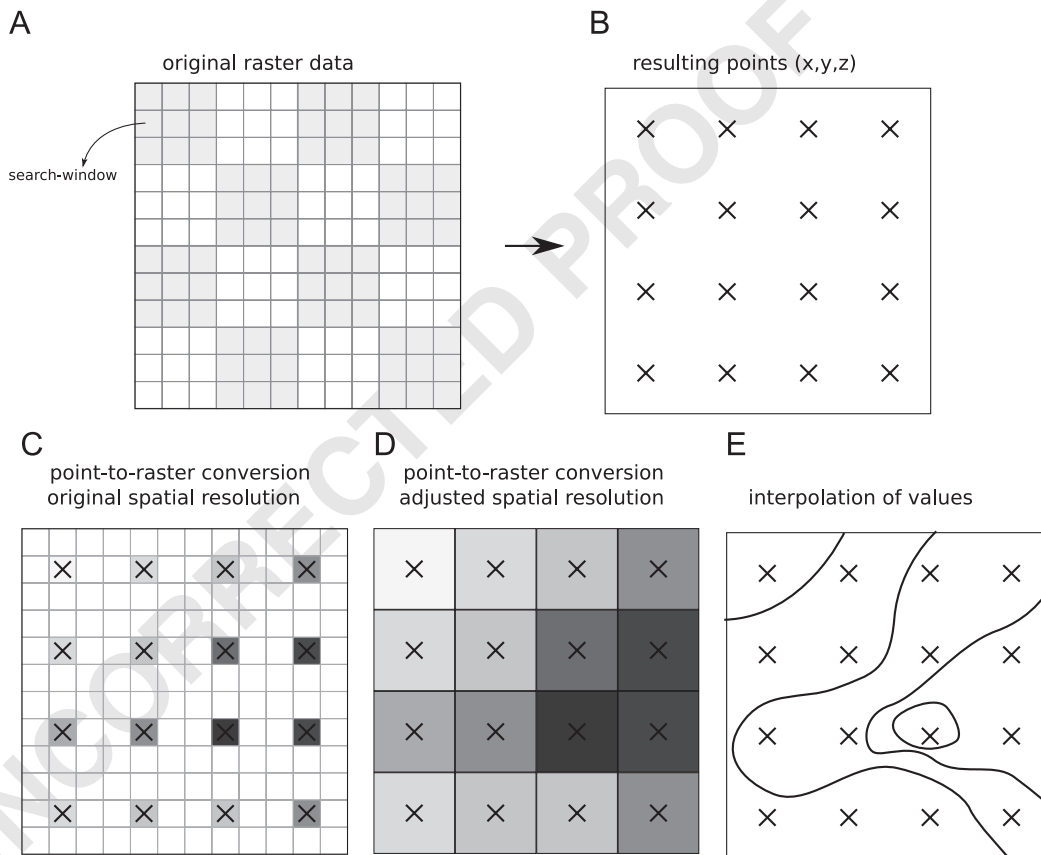 A
original raster data
search-window
B
resulting points (x,y,z)
C
point-to-raster conversion
original spatial resolution
D
point-to-raster conversion
adjusted spatial resolution
E
interpolation of values
NCORRECTED PROOF